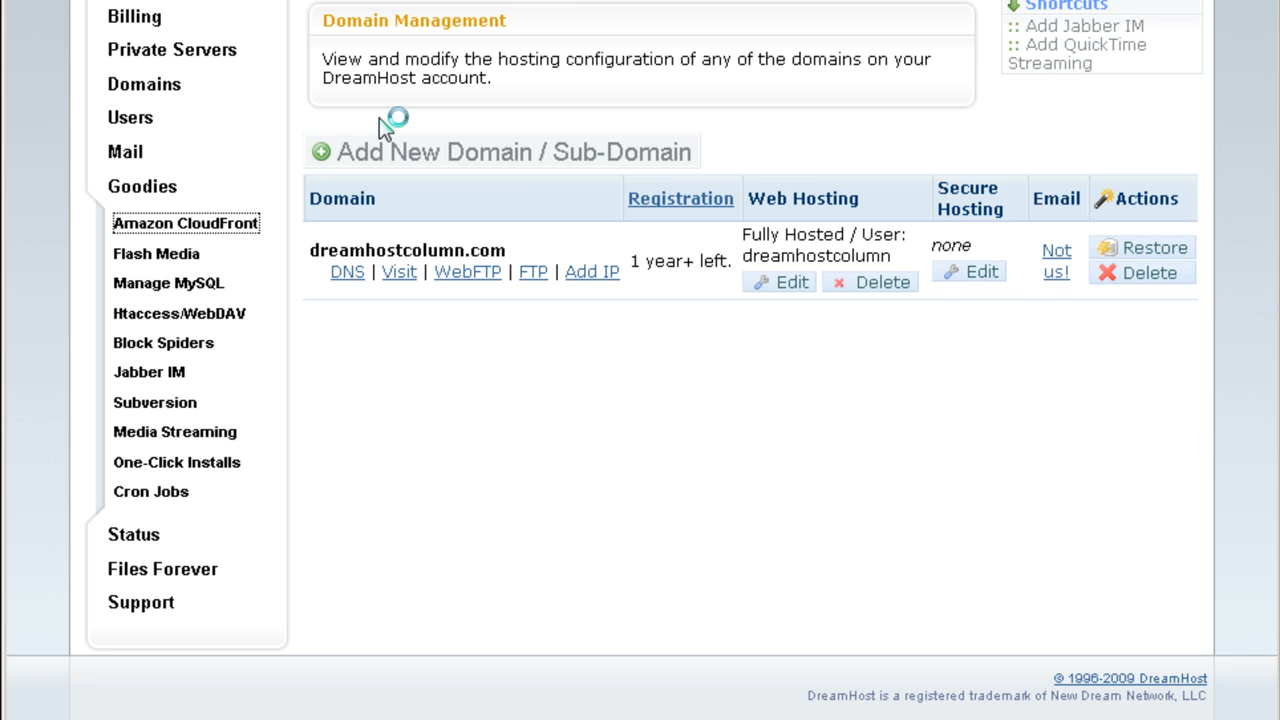 Billing
Private Servers
Domains
Users
Mail
Goodies
Amazon CloudFront
Flash Media
Manage MySQL
Htaccess/WebDAV
Block Spiders
Jabber IM
Subversion
Media Streaming
One-Click Installs
Cron Jobs
Status
Files Forever
Support
Domain Management
View and modify the hosting configuration of any of the domains on your
DreamHost account.
Shortcuts
:: Add Jabber IM
:: Add QuickTime
Streaming
Add New Domain / Sub-Domain
Domain Registration Web Hosting Secure Hosting Email Actions
dreamhostcolumn.com
DNS | Visit | WebFTP | FTP | Add IP
1 year+ left.
Fully Hosted / User:
dreamhostcolumn
Edit Delete
none
Edit
Not
us!
Restore
Delete
© 1996-2009 DreamHost
DreamHost is a registered trademark of New Dream Network, LLC